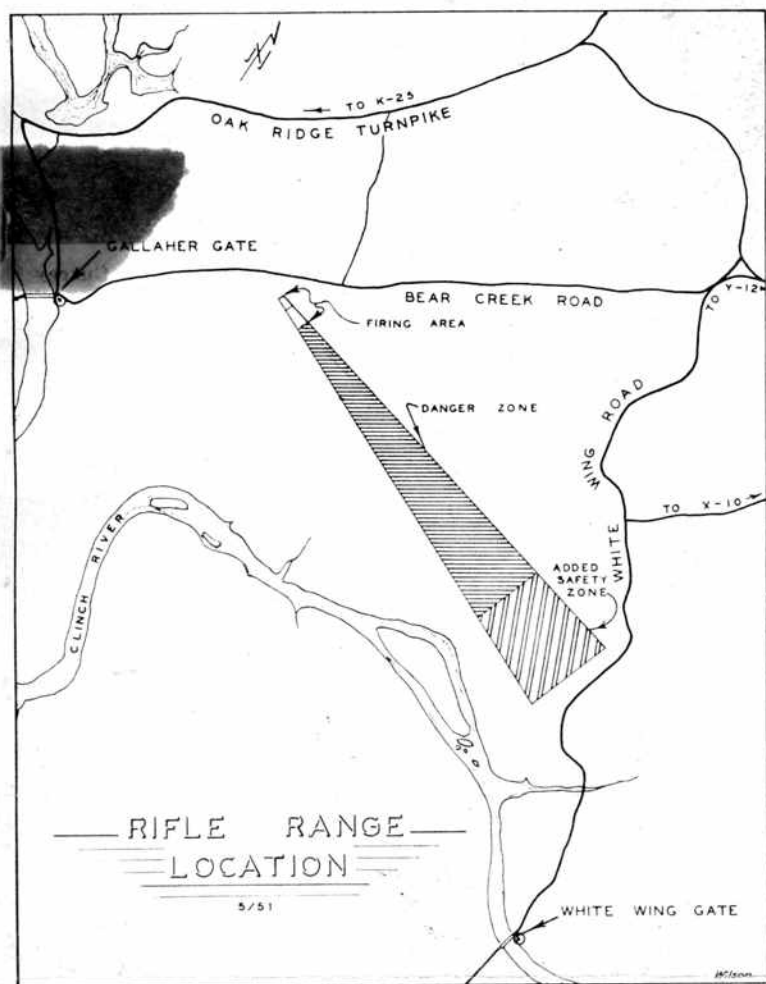 TO K-25
OAK RIDGE TURNPIKE
GALLAHER GATE
BEAR CREEK ROAD
TO Y-12
FIRING AREA
DANGER ZONE
WHITE WING ROAD
TO X-10
ADDED
SAFETY
ZONE
CLINCH RIVER
RIFLE RANGE
LOCATION
5/51
WHITE WING GATE
Wilson